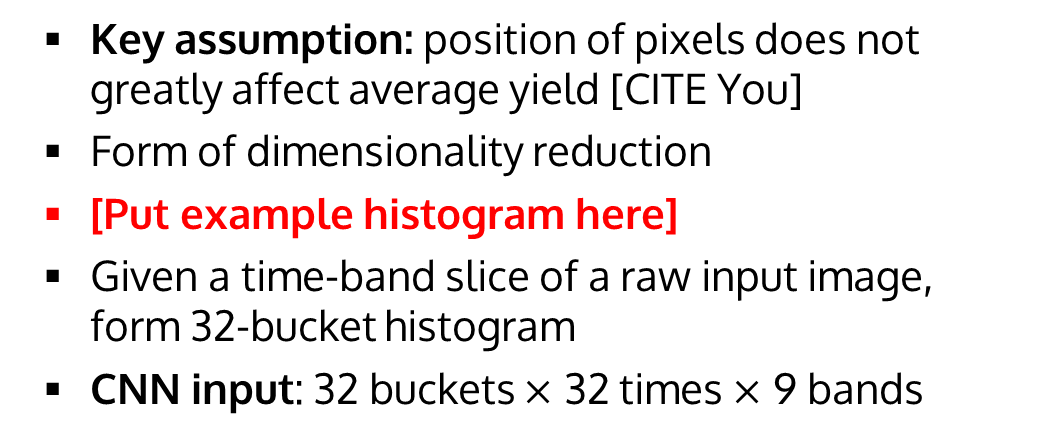 ▪ Key assumption: position of pixels does not
greatly affect average yield [CITE You]
▪ Form of dimensionality reduction
▪ [Put example histogram here]
▪ Given a time-band slice of a raw input image,
form 32-bucket histogram
▪ CNN input: 32 buckets × 32 times × 9 bands